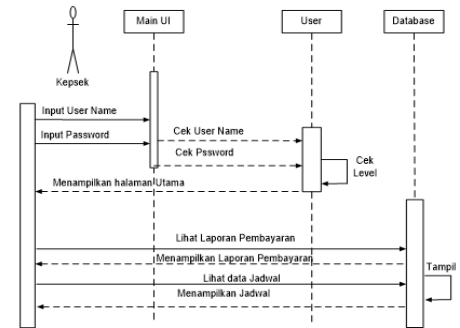 Main UI
User
Database
Kepsek
Input User Name
Input Password
Cek User Name
Cek Pssword
Cek
Level
Menampilkan halaman Utama
Lihat Laporan Pembayaran
Menampilkan Laporan Pembayaran
Lihat data Jadwal
Menampilkan Jadwal
Tampil